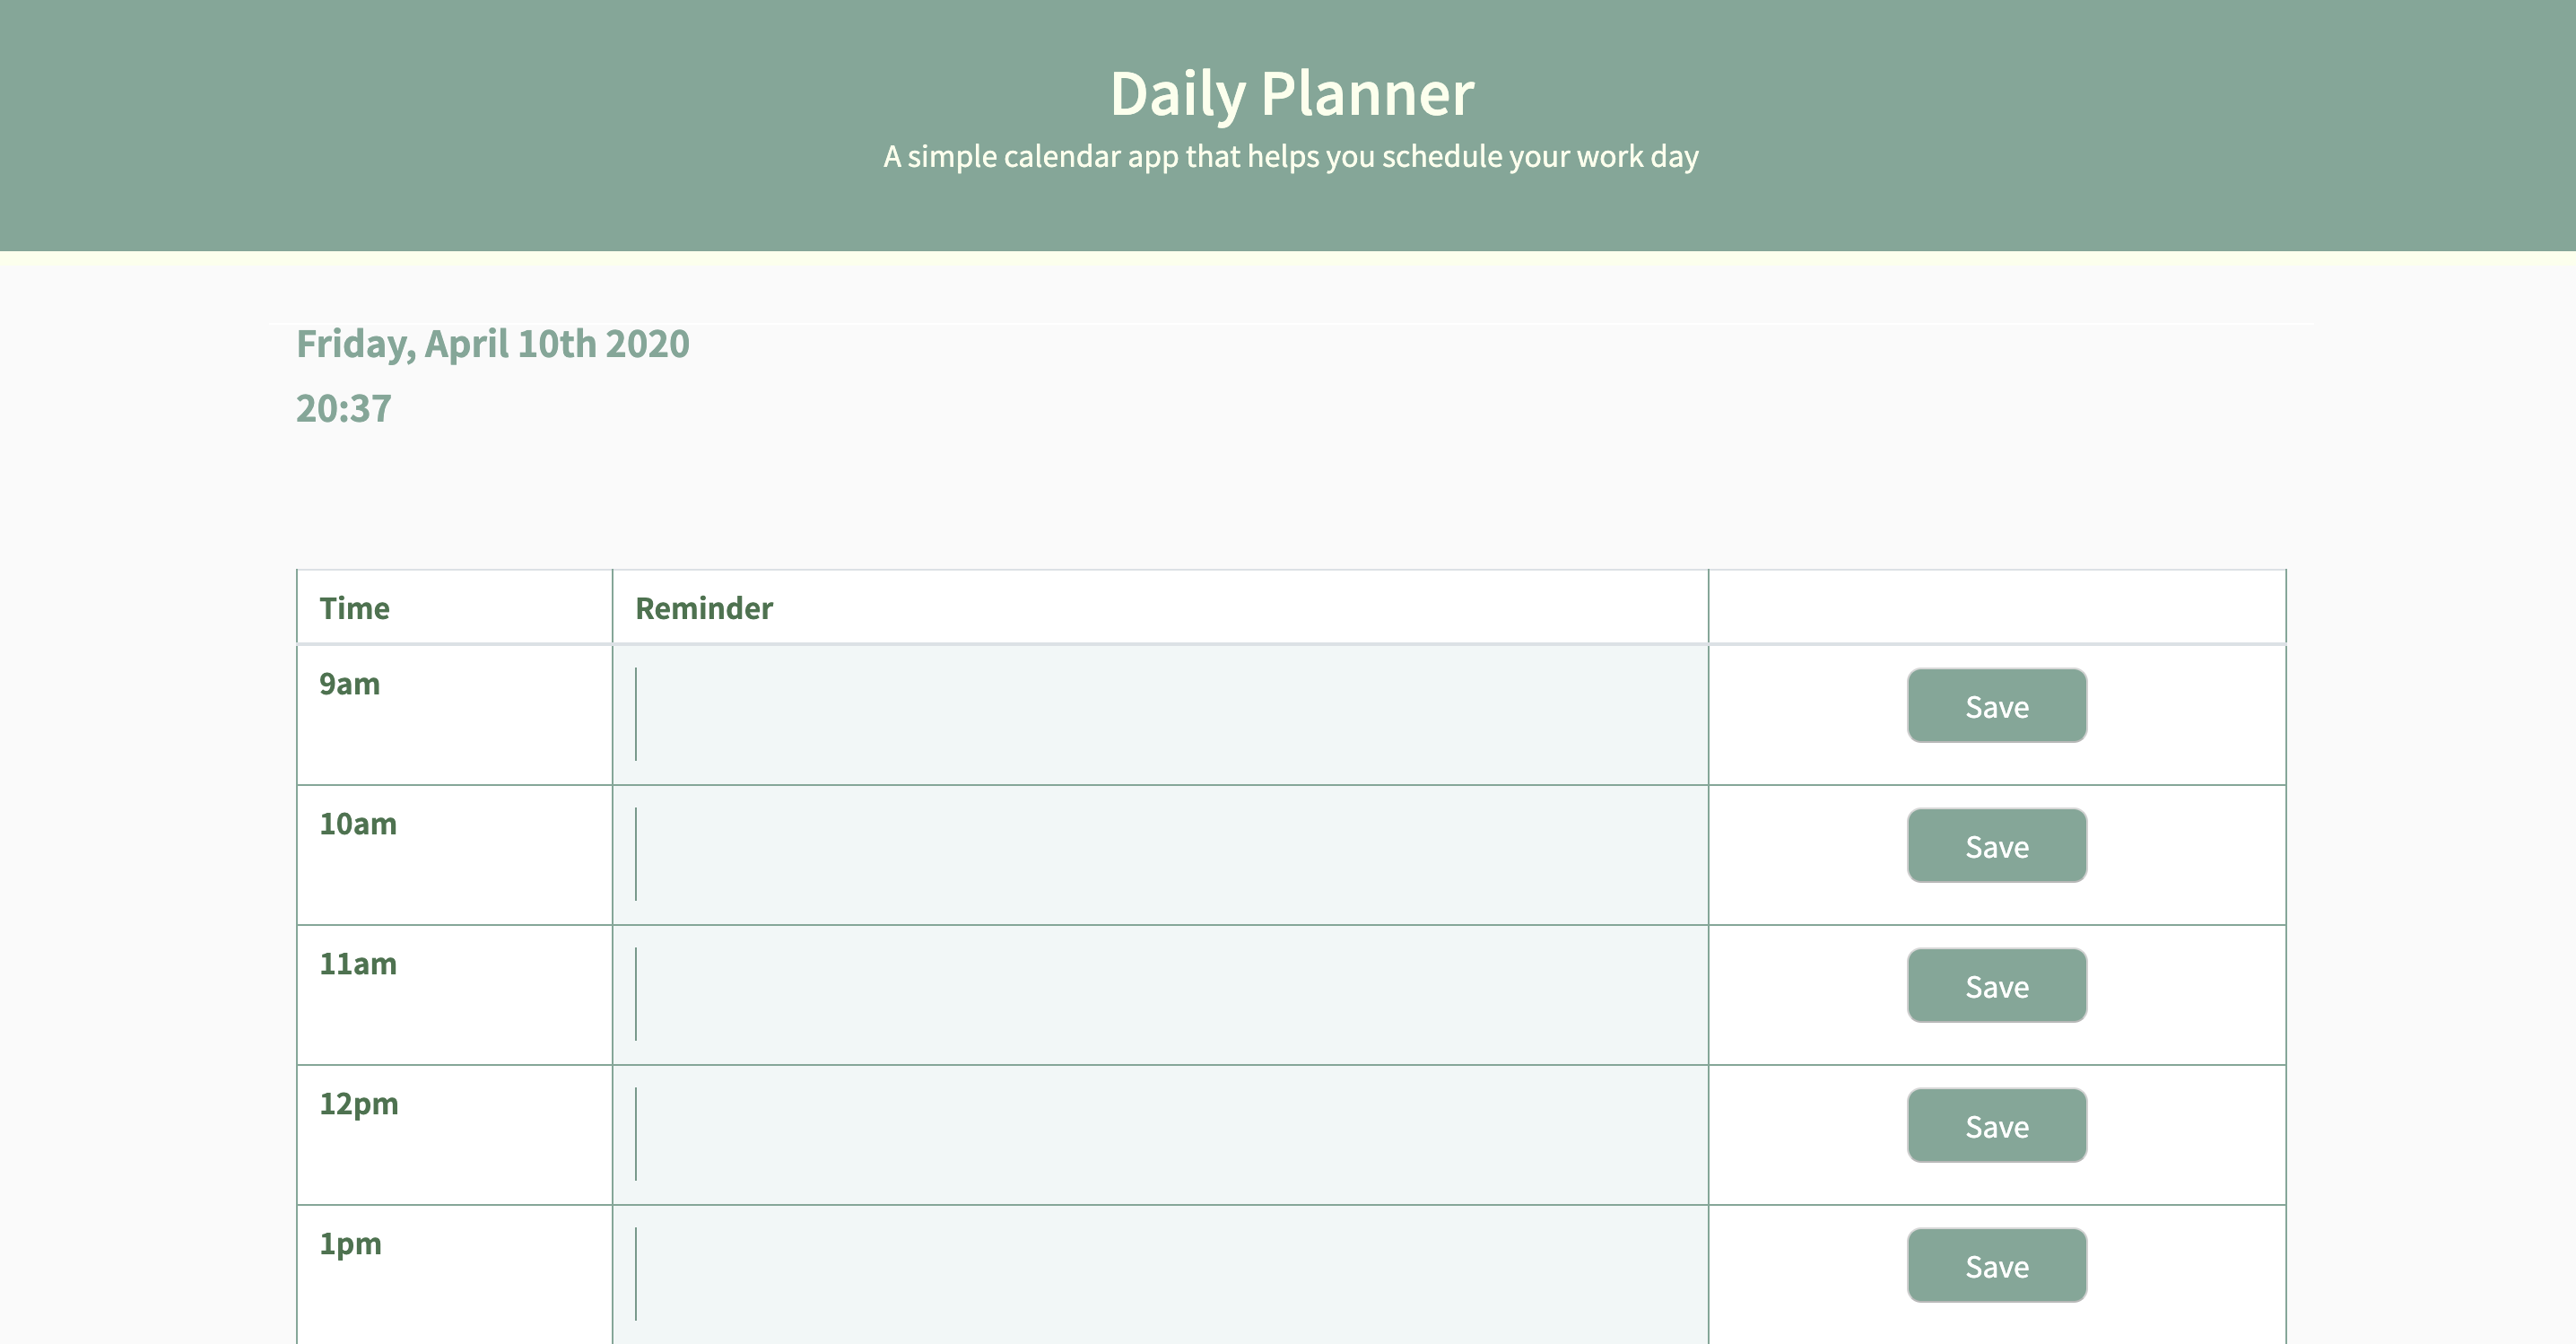 Daily Planner
A simple calendar app that helps you schedule your work day
Friday, April 10th 2020
20:37
Time Reminder
9am Save
10am Save
11am Save
12pm Save
1pm Save